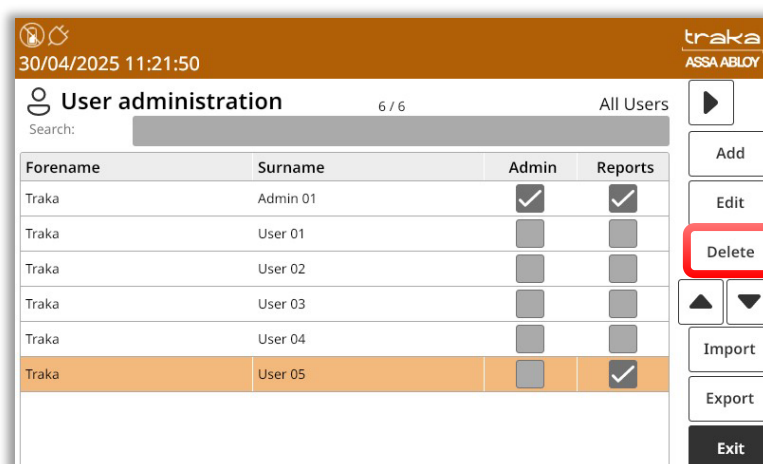 traka
30/04/2025 11:21:50
ASSA ABLOY
User administration 6 / 6 All Users
Search:
Add
Forename Surname Admin Reports
Traka Admin 01
Edit
Traka User 01
Delete
Traka User 02
Traka User 03
Traka User 04
Import
Traka User 05
Export
Exit